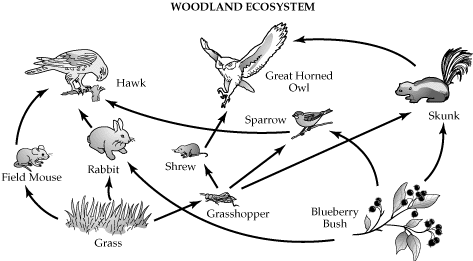 WOODLAND ECOSYSTEM
Hawk
Great Horned
Owl
Skunk
Sparrow
Field Mouse
Rabbit
Shrew
Grasshopper
Blueberry
Bush
Grass